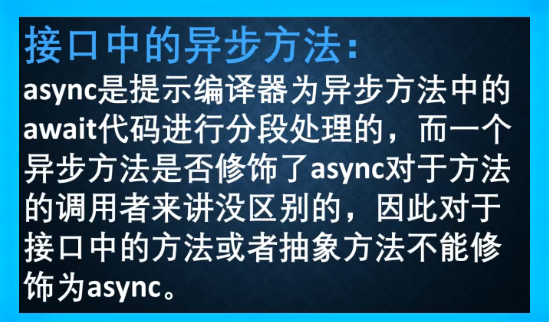 接口中的异步方法：
async是提示编译器为异步方法中的
await代码进行分段处理的，而一个
异步方法是否修饰了async对于方法
的调用者来讲没区别的，因此对于
接口中的方法或者抽象方法不能修
饰为async。